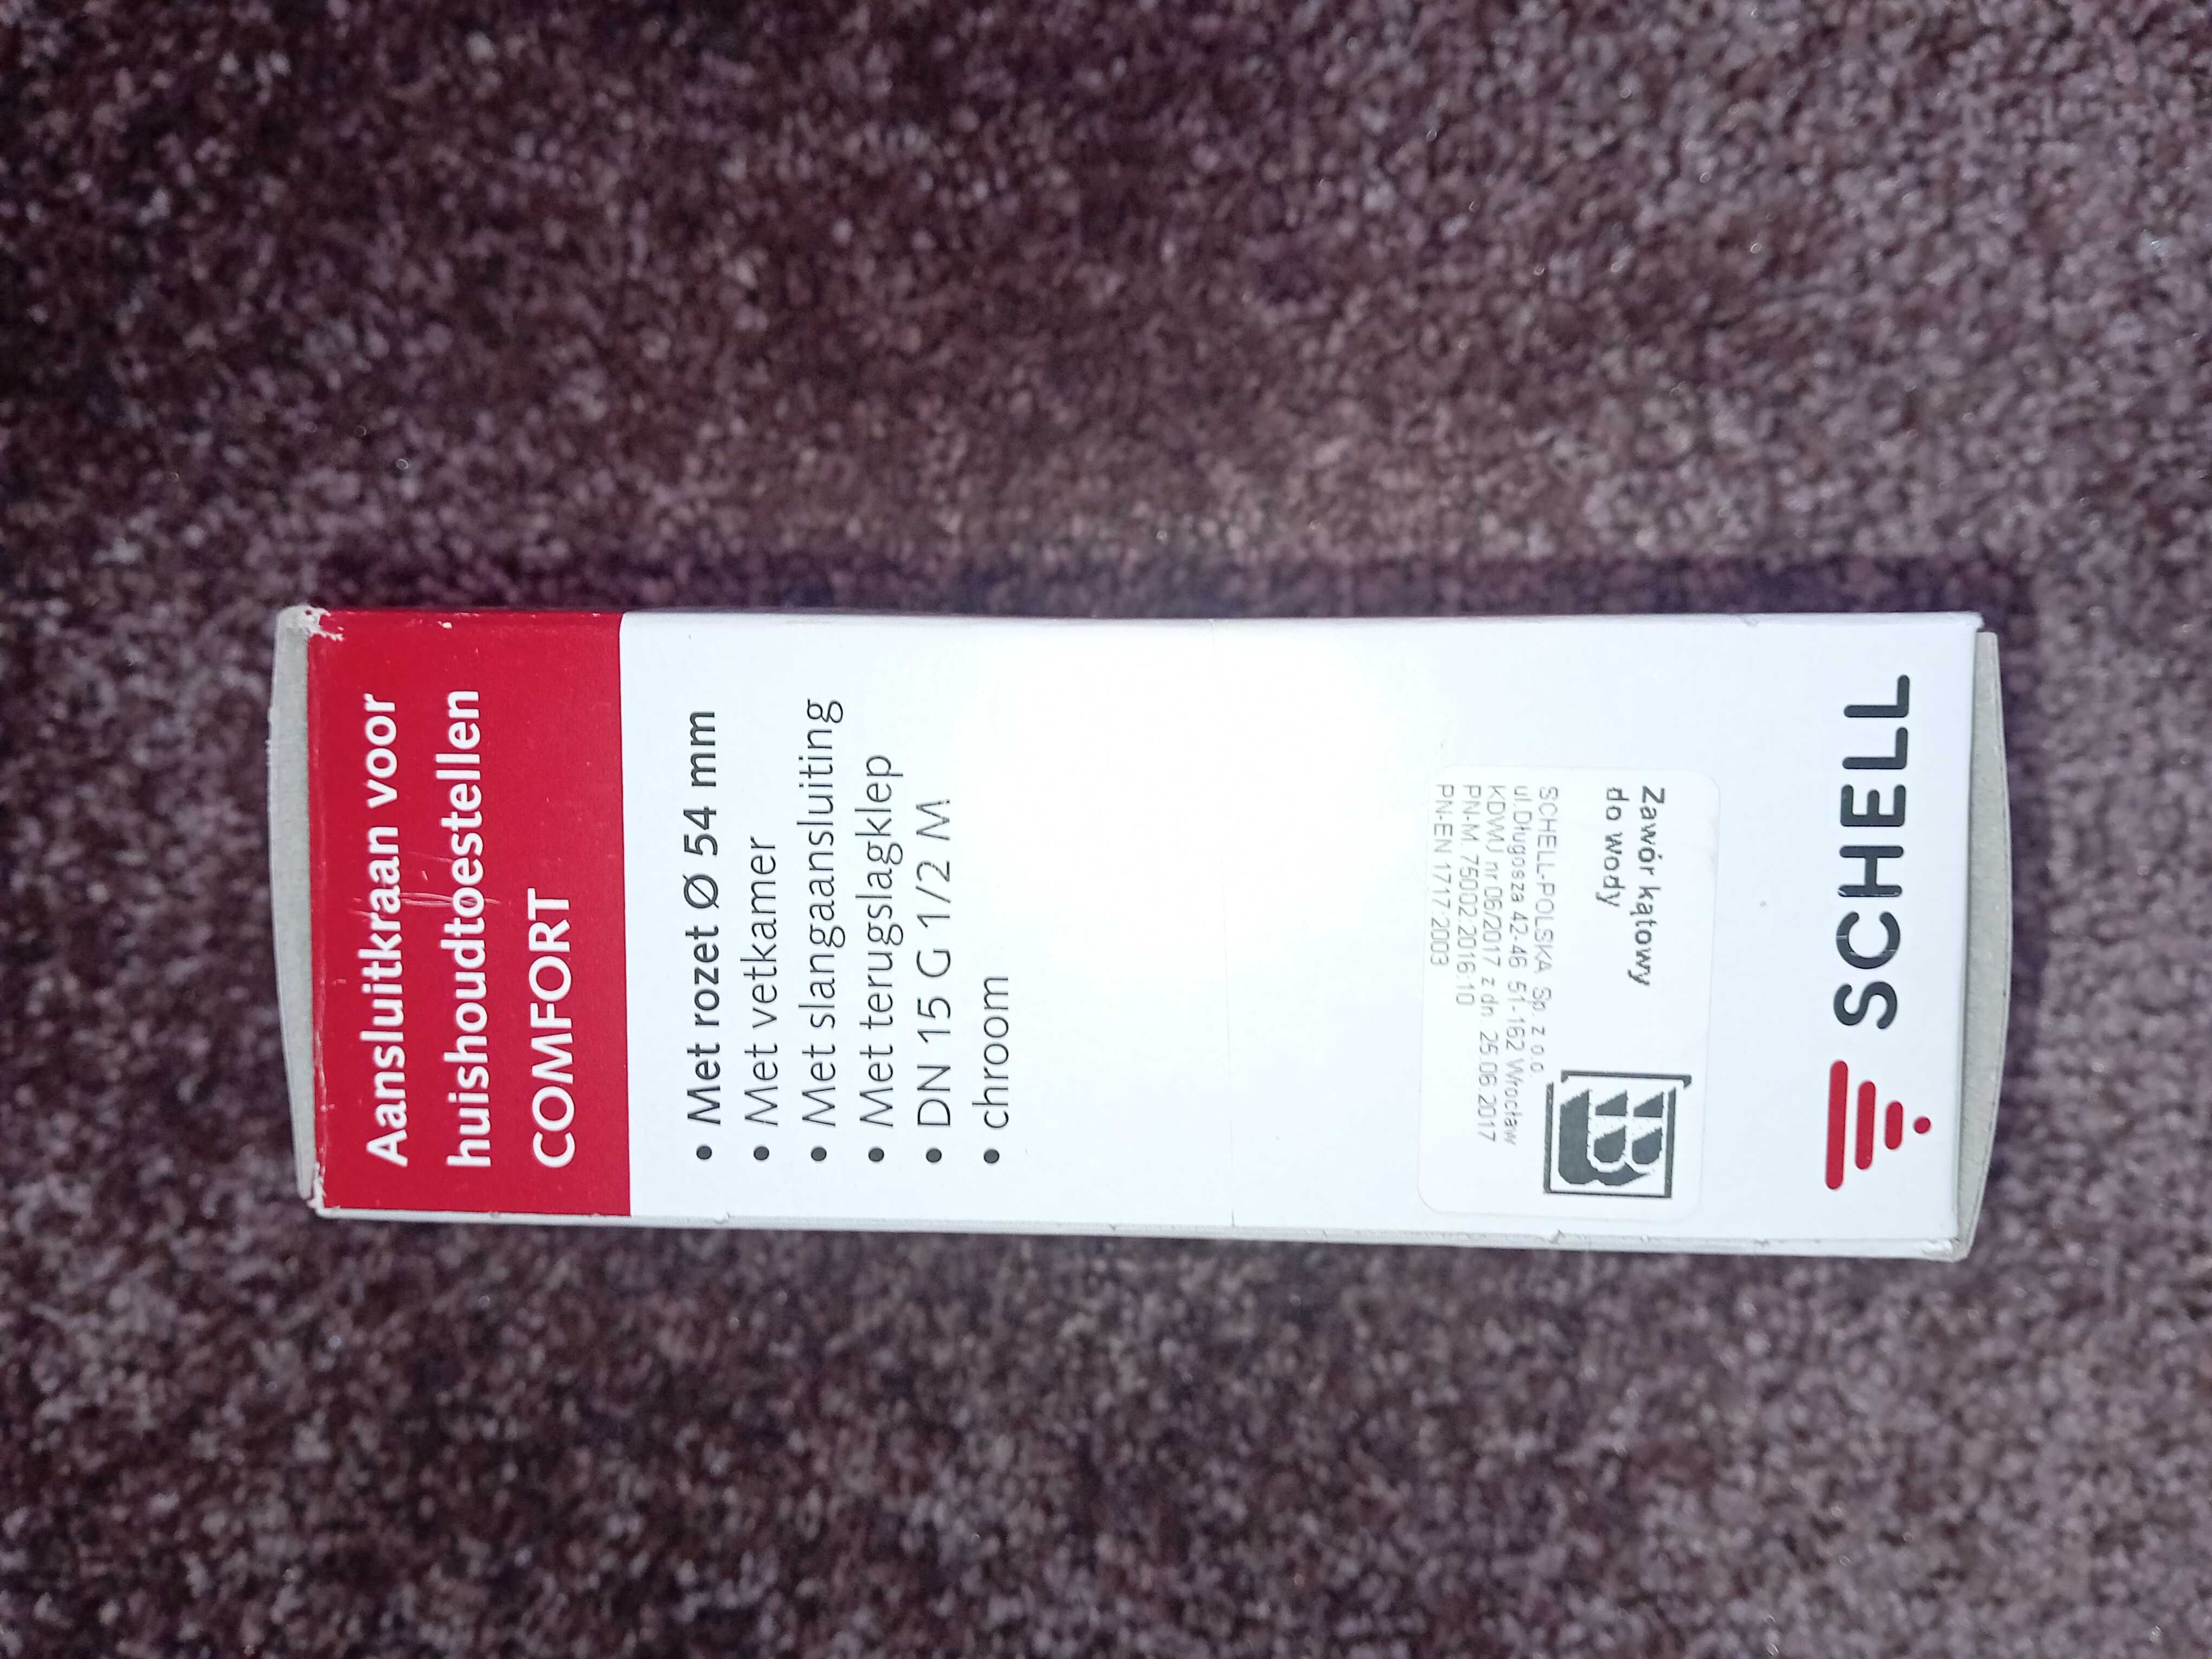 Aansluitkraan voor
huishoudtoestellen
COMFORT
• Met rozet Ø 54 mm
• Met vetkamer
• Met slangaansluiting
• Met terugslagklep
• DN 15 G 1/2 M
• chroom
Zawór kątowy
do wody
SCHELL-POLSKA Sp. z o.o.
ul.Długosza 42-46 51-162 Wrocław
KDWU nr 06/2017 z dn. 25.06.2017
PN-M. 75002:2016:10
PN-EN 1717:2003
B
SCHELL